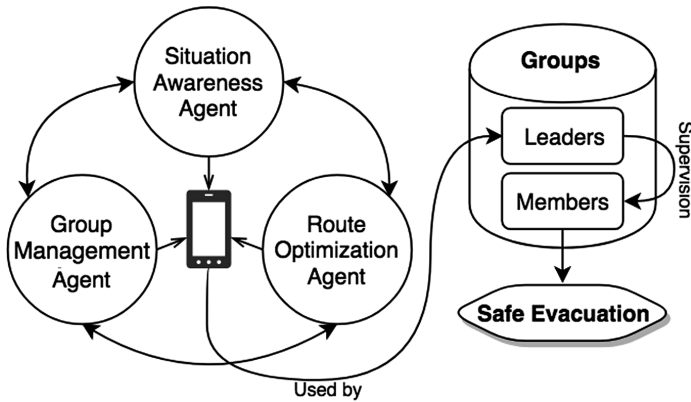 Situation
Awareness
Agent
Group
Management
Agent
Route
Optimization
Agent
Used by
Groups
Leaders
Members
Supervision
Safe Evacuation